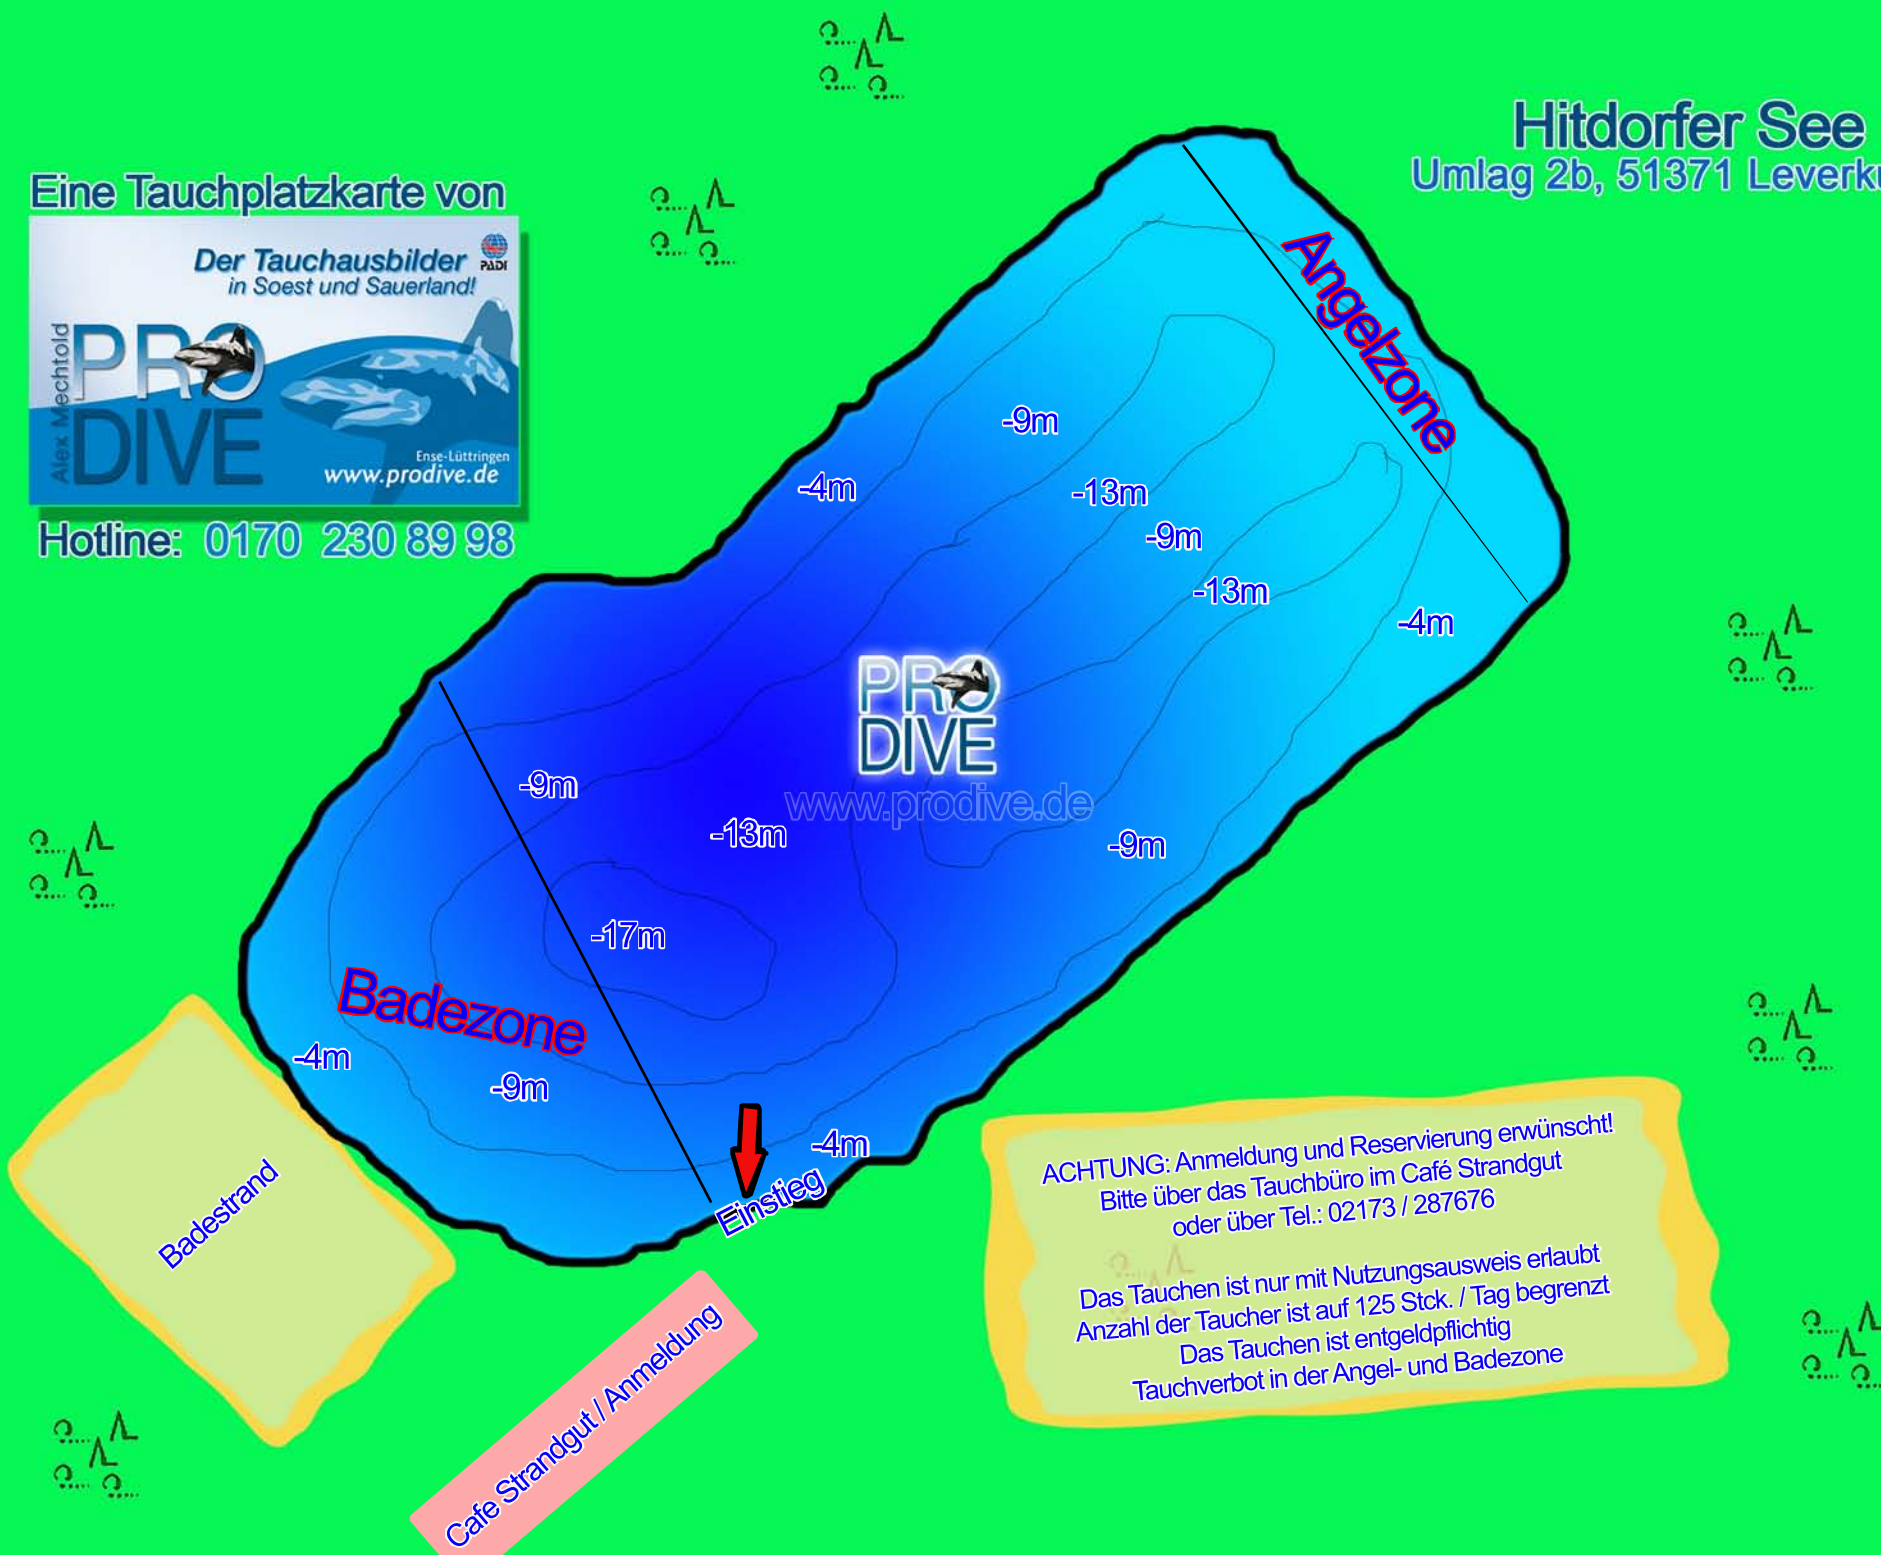 Hitdorfer See
Umlag 2b, 51371
Eine Tauchplatzkarte von
Der Tauchausbilder
PADI
in Soest und Sauerland!
Alex Mechtold
PRO
DIVE
Ense-Lüttringen
www.prodive.de
Hotline: 0170 230 89 98
Angelzone
-9m
-4m
-13m
-9m
-13m
-4m
PRO
DIVE
www.prodive.de
-9m
-13m
-9m
-17m
Badezone
-4m
-9m
-4m
Einstieg
Badestrand
Cafe Strandgut / Anmeldung
ACHTUNG: Anmeldung und Reservierung erwünscht!
Bitte über das Tauchbüro im Café Strandgut
oder über Tel.: 02173 / 287676
Das Tauchen ist nur mit Nutzungsausweis erlaubt
Anzahl der Taucher ist auf 125 Stck. / Tag begrenzt
Das Tauchen ist entgeldpflichtig
Tauchverbot in der Angel- und Badezone